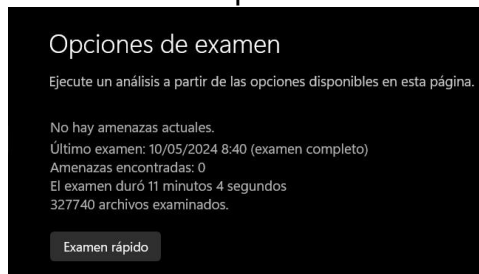 Opciones de examen
Ejecute un análisis a partir de las opciones disponibles en esta página.
No hay amenazas actuales.
Último examen: 10/05/2024 8:40 (examen completo)
Amenazas encontradas: 0
El examen duró 11 minutos 4 segundos
327740 archivos examinados.
Examen rápido